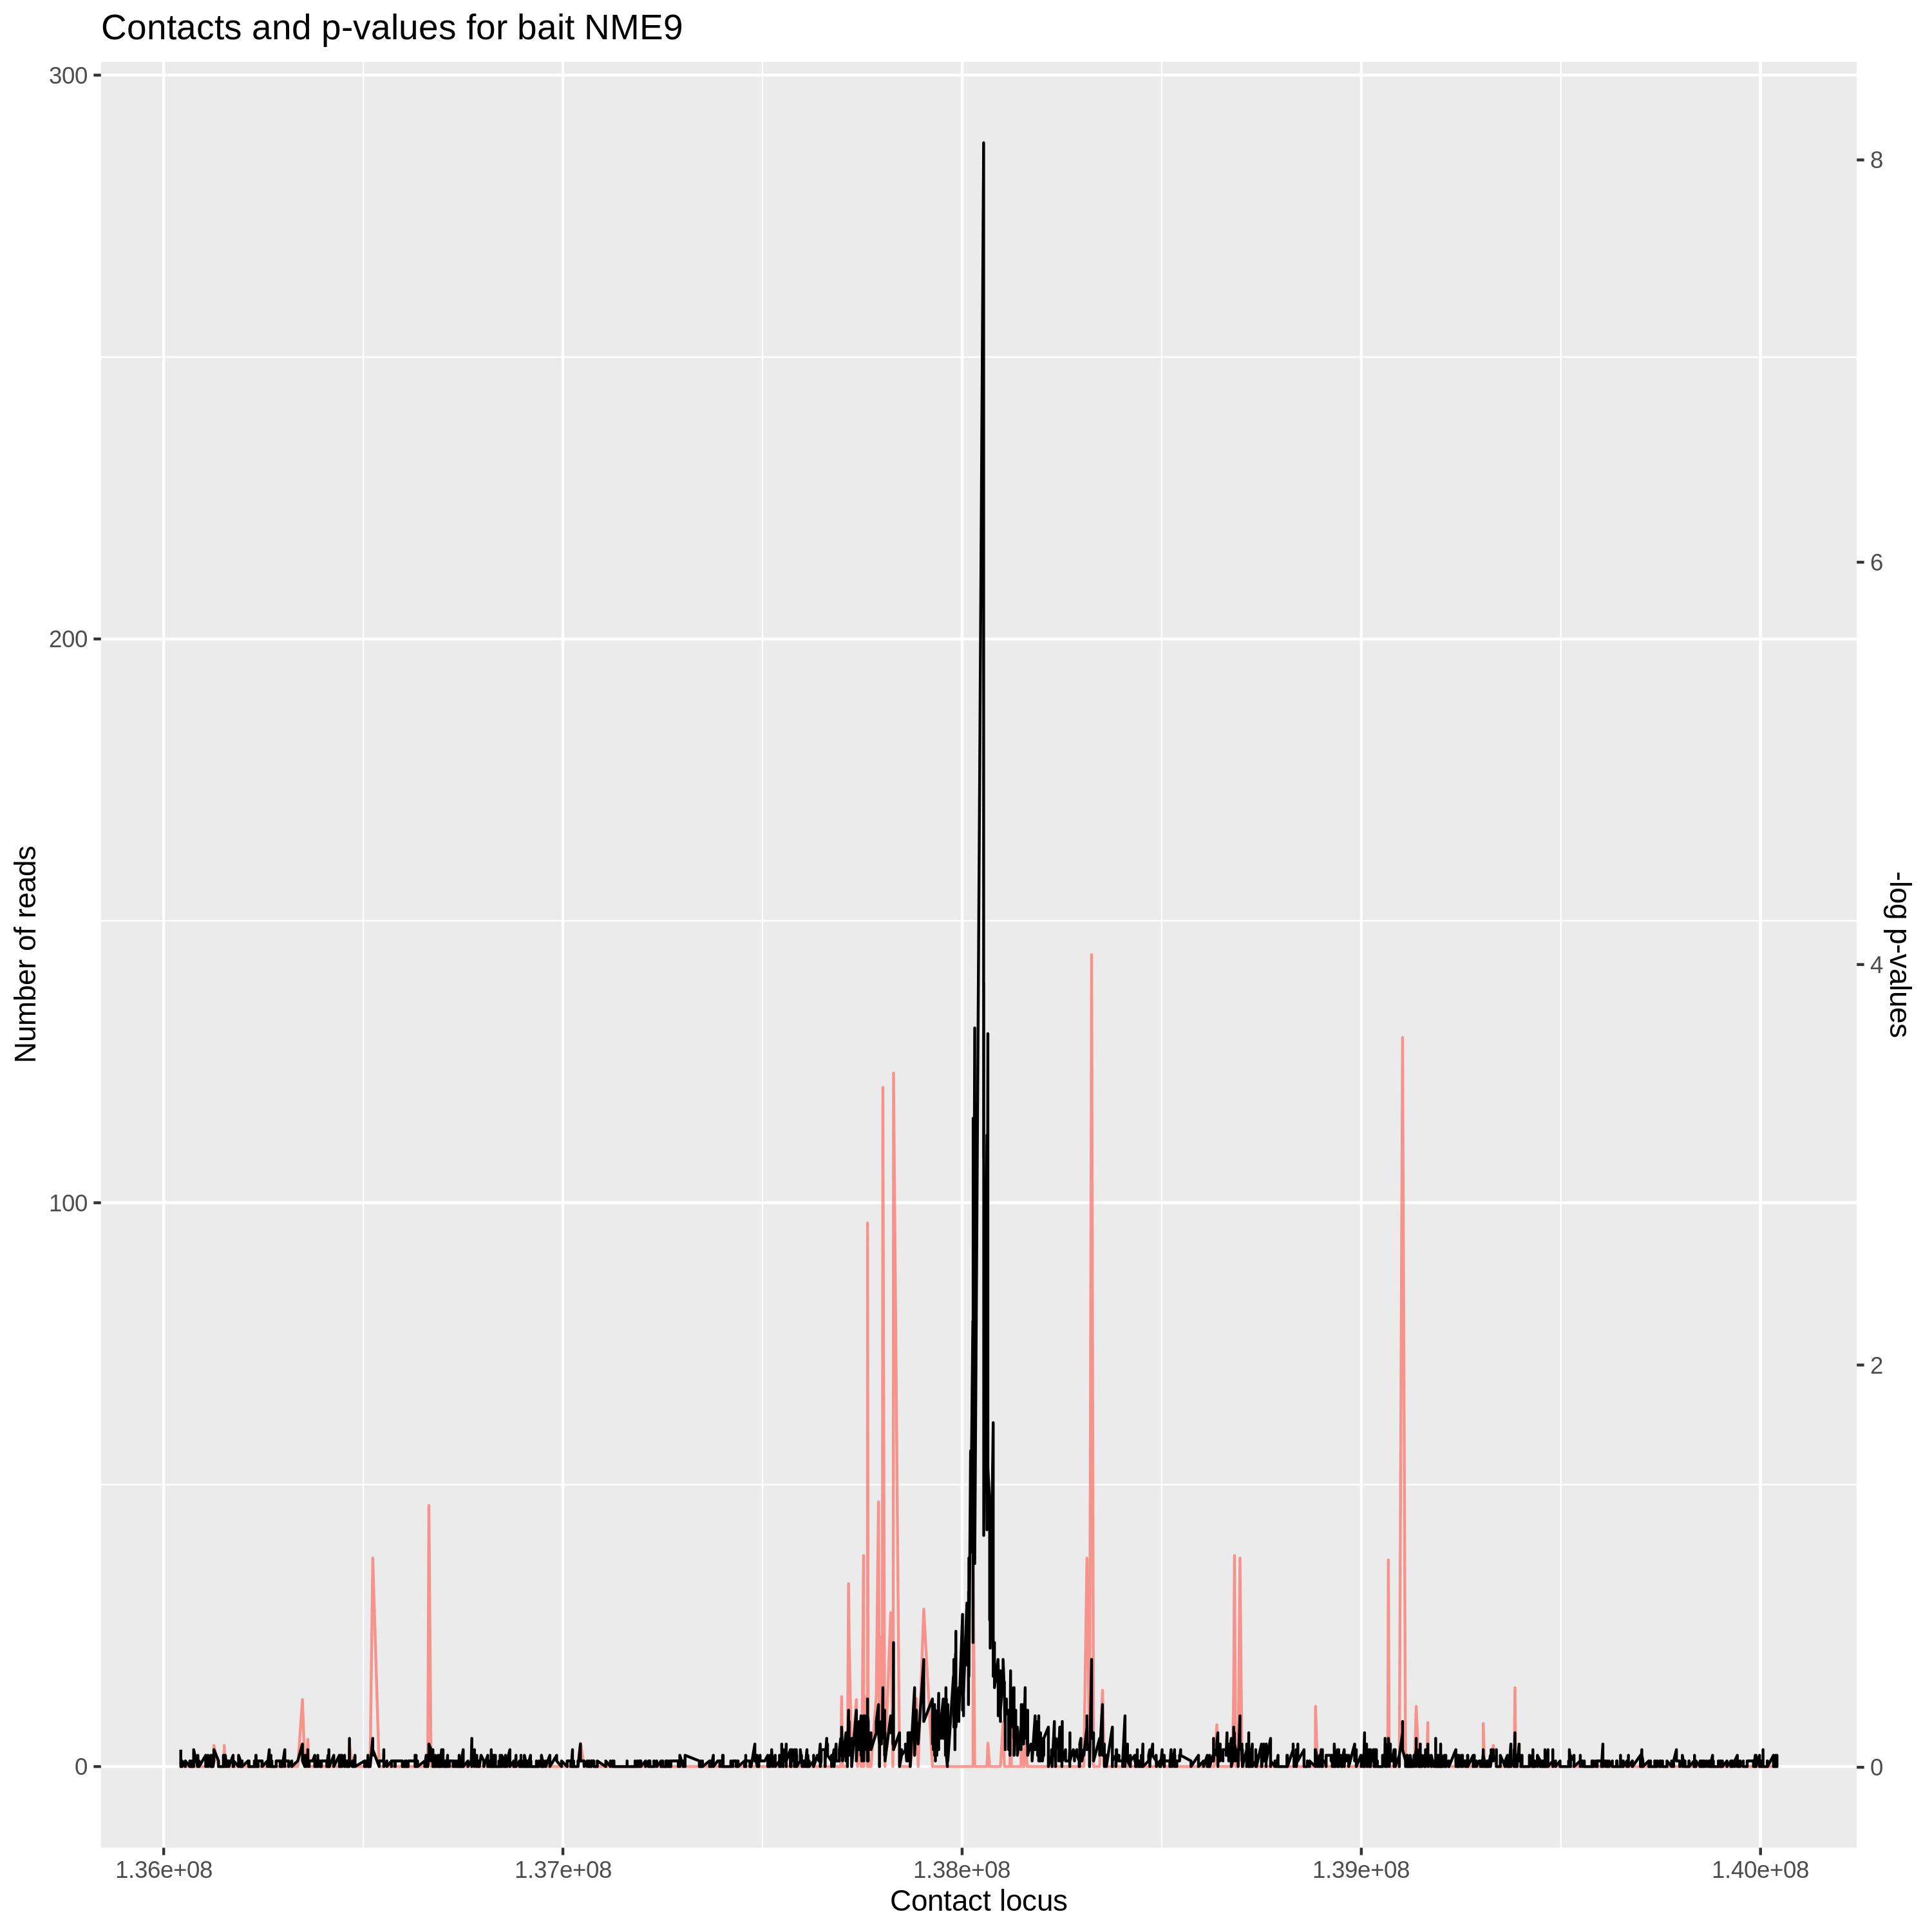 Contacts and p-values for bait NME9
300
200
100
0
Number of reads
8
6
4
2
0
-log p-values
1.36e+08
1.37e+08
1.38e+08
1.39e+08
1.40e+08
Contact locus